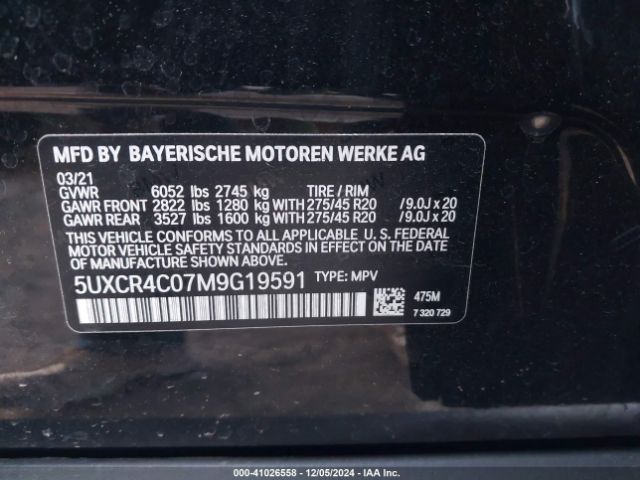 MFD BY BAYERISCHE MOTOREN WERKE AG
03/21
GVWR 6052 lbs 2745 kg TIRE / RIM
GAWR FRONT 2822 lbs 1280 kg WITH 275/45 R20 /9.0J x 20
GAWR REAR 3527 lbs 1600 kg WITH 275/45 R20 /9.0J x 20
THIS VEHICLE CONFORMS TO ALL APPLICABLE U. S. FEDERAL
MOTOR VEHICLE SAFETY STANDARDS IN EFFECT ON THE DATE
OF MANUFACTURE SHOWN ABOVE.
5UXCR4C07M9G19591 TYPE: MPV
475M
7 320 729
000-41026558 - 12/05/2024 - IAA Inc.